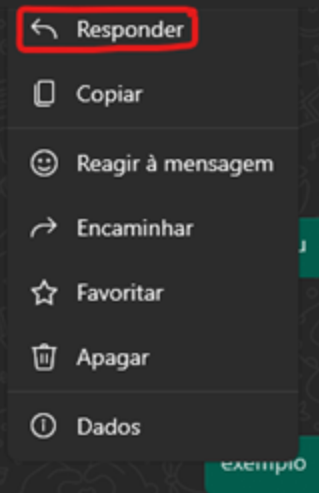 Responder
Copiar
Reagir à mensagem
Encaminhar
u
Favoritar
Apagar
Dados
exemplo